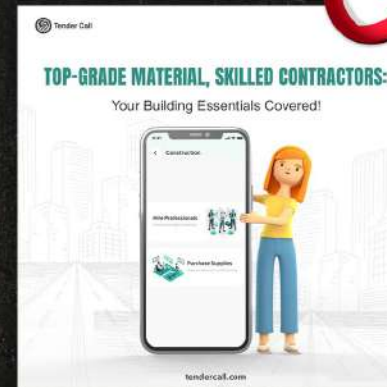 Tender Call
TOP-GRADE MATERIAL, SKILLED CONTRACTORS:
Your Building Essentials Covered!
Construction
Hire Professionals
Purchase Supplies
tendercall.com